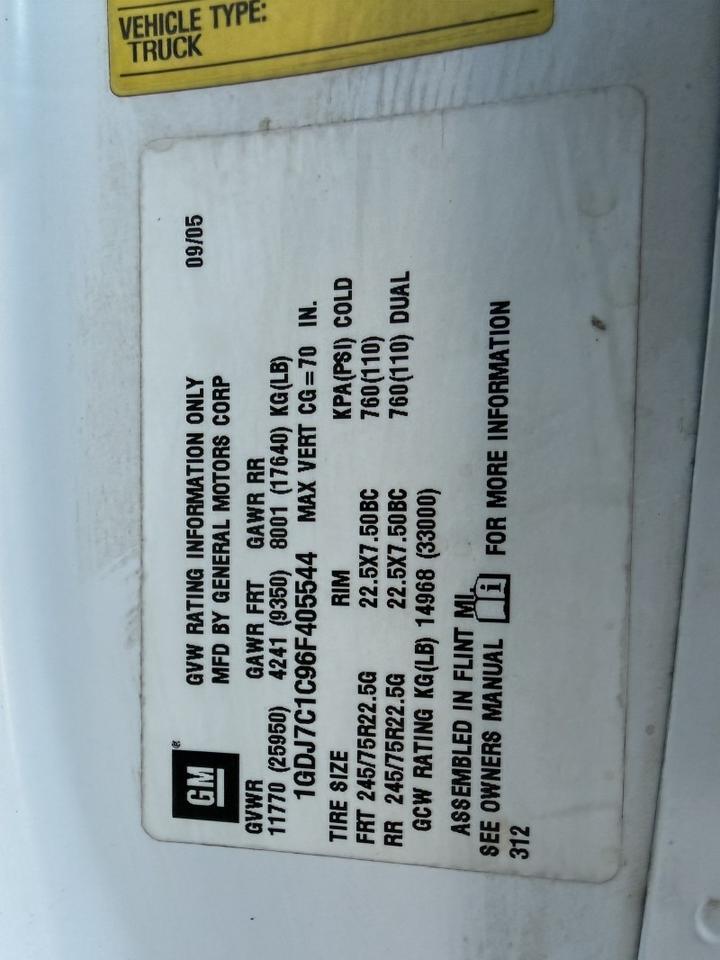 VEHICLE TYPE:
TRUCK
GM®
GVW RATING INFORMATION ONLY 09/05
MFD BY GENERAL MOTORS CORP
GVWR GAWR FRT GAWR RR
11770 (25950) 4241 (9350) 8001 (17640) KG(LB)
1GDJ7C1C96F405544 MAX VERT CG=70 IN.
TIRE SIZE RIM KPA(PSI) COLD
FRT 245/75R22.5G 22.5X7.50BC 760(110)
RR 245/75R22.5G 22.5X7.50BC 760(110) DUAL
GCW RATING KG(LB) 14968 (33000)
ASSEMBLED IN FLINT MI.
SEE OWNERS MANUAL i FOR MORE INFORMATION
312